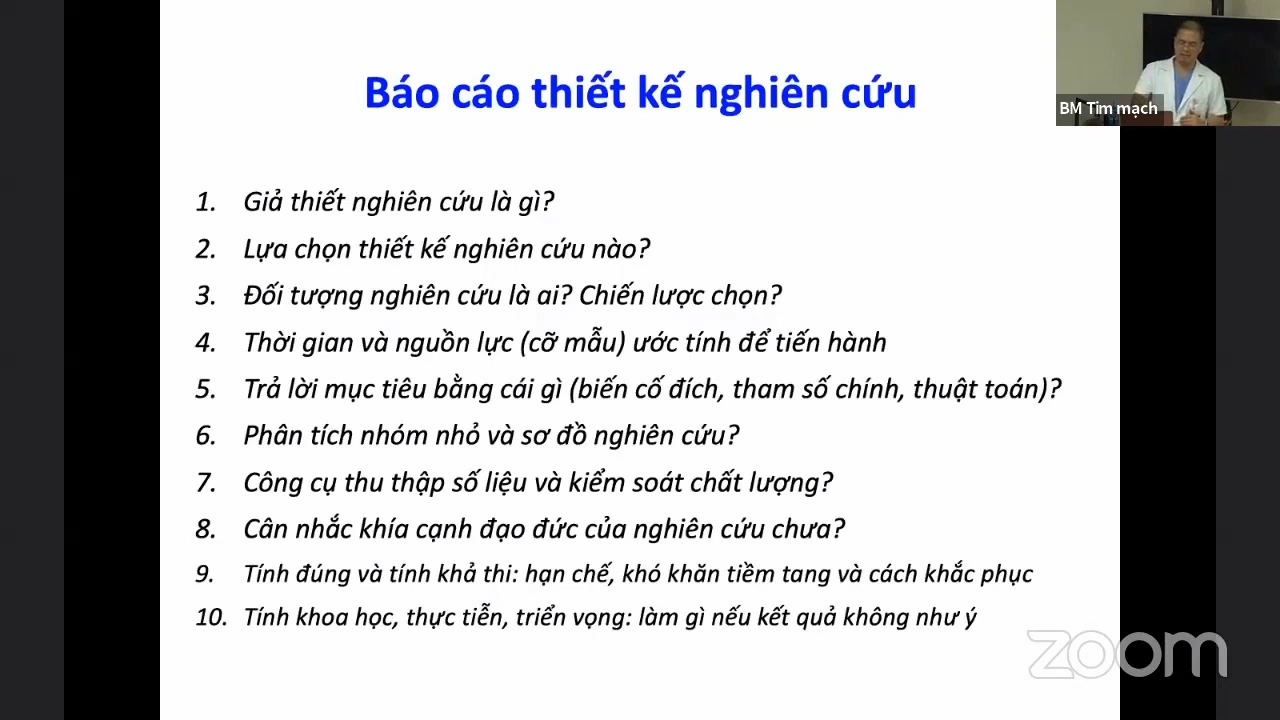 Báo cáo thiết kế nghiên cứu
BM Tim mạch
1. Giả thiết nghiên cứu là gì?
2. Lựa chọn thiết kế nghiên cứu nào?
3. Đối tượng nghiên cứu là ai? Chiến lược chọn?
4. Thời gian và nguồn lực (cỡ mẫu) ước tính để tiến hành
5. Trả lời mục tiêu bằng cái gì (biến cố đích, tham số chính, thuật toán)?
6. Phân tích nhóm nhỏ và sơ đồ nghiên cứu?
7. Công cụ thu thập số liệu và kiểm soát chất lượng?
8. Cân nhắc khía cạnh đạo đức của nghiên cứu chưa?
9. Tính đúng và tính khả thi: hạn chế, khó khăn tiềm tang và cách khắc phục
10. Tính khoa học, thực tiễn, triển vọng: làm gì nếu kết quả không như ý
zoom